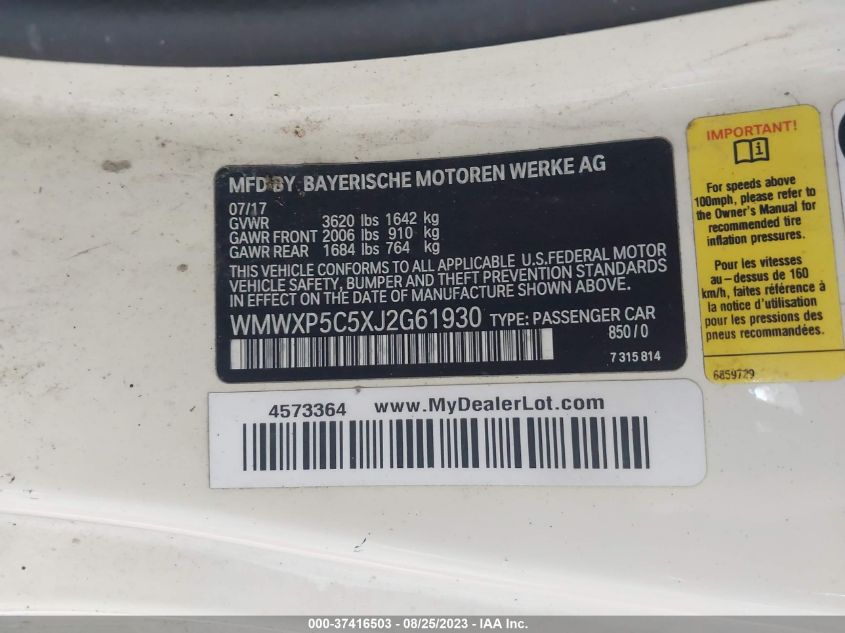 MFD BY BAYERISCHE MOTOREN WERKE AG
07/17
GVWR 3620 lbs 1642 kg
GAWR FRONT 2006 lbs 910 kg
GAWR REAR 1684 lbs 764 kg
THIS VEHICLE CONFORMS TO ALL APPLICABLE U.S.FEDERAL MOTOR
VEHICLE SAFETY, BUMPER AND THEFT PREVENTION STANDARDS
IN EFFECT ON THE DATE OF MANUFACTURE SHOWN ABOVE.
WMWXP5C5XJ2G61930 TYPE: PASSENGER CAR
850/0
7 315 814
4573364 www.MyDealerLot.com
IMPORTANT!
For speeds above
100mph, please refer to
the Owner's Manual for
recommended tire
inflation pressures.
Pour les vitesses
au-dessus de 160
km/h, faites référence à
la notice d'utilisation
pour les pressions des
pneus recommandées.
6859729
000-37416503 - 08/25/2023 - IAA Inc.